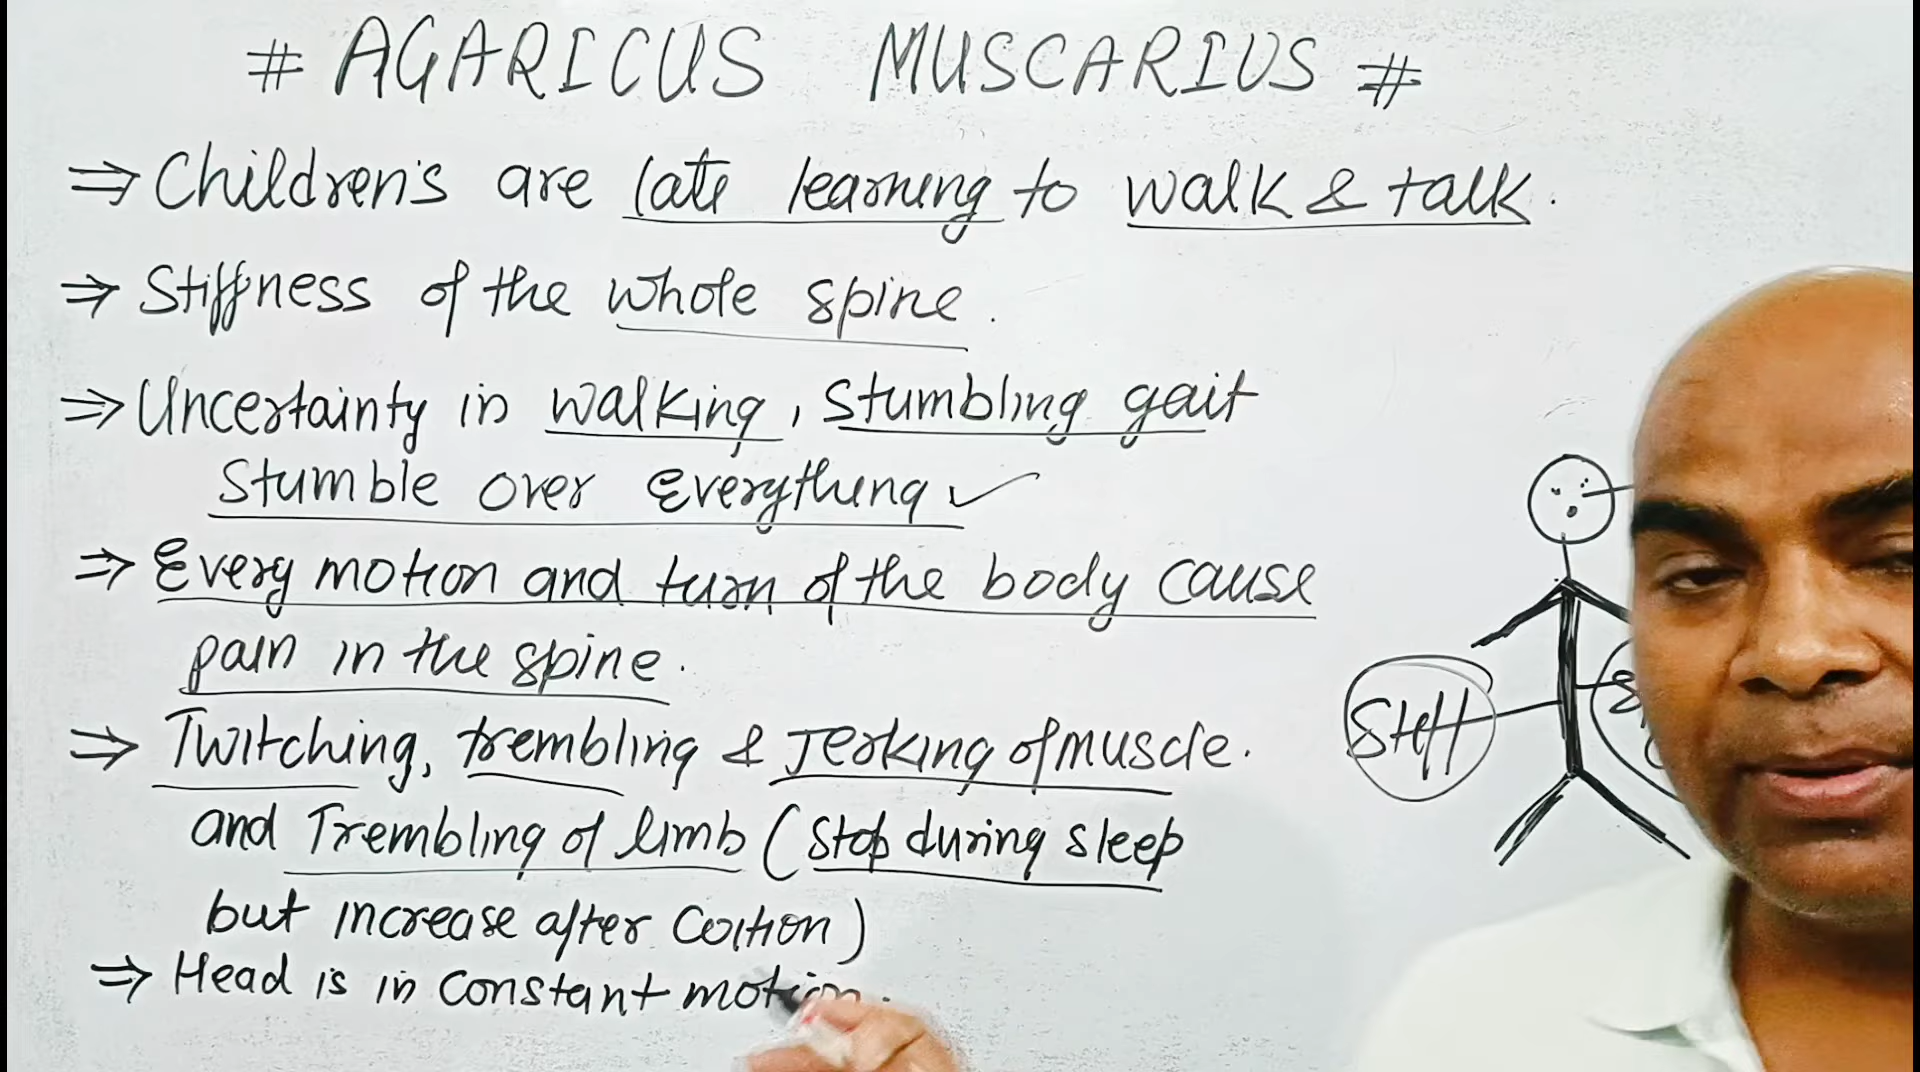 # AGARICUS MUSCARIUS #
⇒ Children's are late learning to walk & talk.
⇒ Stiffness of the whole spine.
⇒ Uncertainty in walking, stumbling gait
stumble over everything ✓
⇒ Every motion and turn of the body cause
pain in the spine.
⇒ Twitching, trembling & Jerking of muscle.
and Trembling of limb (stop during sleep
but increase after coition)
⇒ Head is in constant motion.
Stiff